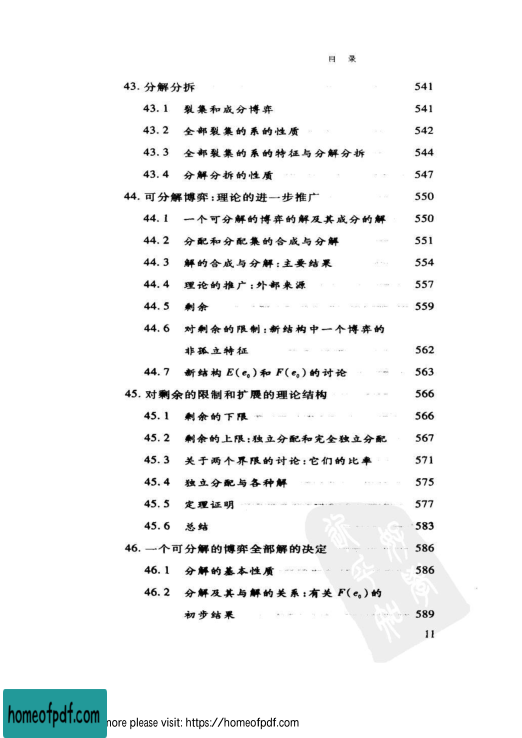 目 录
43. 分解分拆 541
43.1 裂集和成分博弈 541
43.2 全部裂集的系的性质 542
43.3 全部裂集的系的特征与分解分拆 544
43.4 分解分拆的性质 547
44. 可分解博弈:理论的进一步推广 550
44.1 一个可分解的博弈的解及其成分的解 550
44.2 分配和分配集的合成与分解 551
44.3 解的合成与分解:主要结果 554
44.4 理论的推广:外部来源 557
44.5 剩余 559
44.6 对剩余的限制:新结构中一个博弈的
非孤立特征 562
44.7 新结构 E(e₀)和 F(e₀)的讨论 563
45. 对剩余的限制和扩展的理论结构 566
45.1 剩余的下限 566
45.2 剩余的上限:独立分配和完全独立分配 567
45.3 关于两个界限的讨论:它们的比率 571
45.4 独立分配与各种解 575
45.5 定理证明 577
45.6 总结 583
46. 一个可分解的博弈全部解的决定 586
46.1 分解的基本性质 586
46.2 分解及其与解的关系:有关 F(e₀)的
初步结果 589
11
homeofpdf.com
more please visit: https://homeofpdf.com